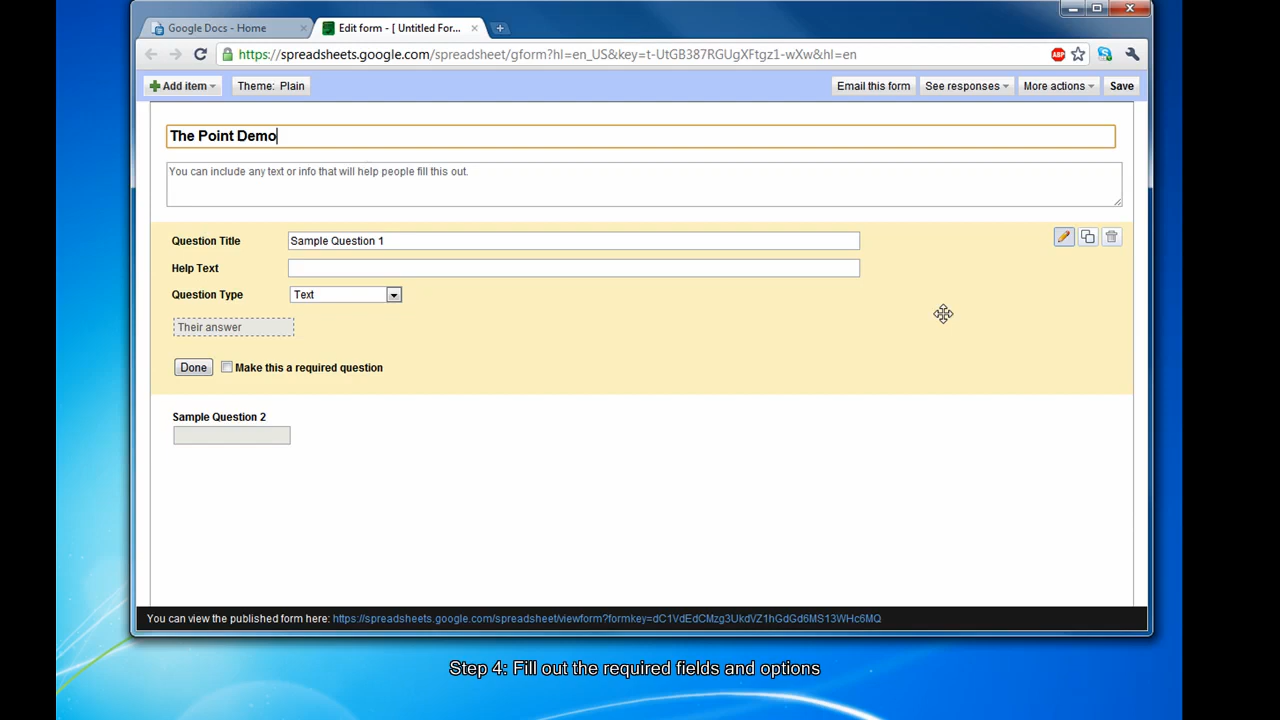 Google Docs - Home
Edit form - [ Untitled For...
https://spreadsheets.google.com/spreadsheet/gform?hl=en_US&key=t-UtGB387RGUgXFtgz1-wXw&hl=en
ABP
Add item
Theme: Plain
Email this form
See responses
More actions
Save
The Point Demo
You can include any text or info that will help people fill this out.
Question Title
Sample Question 1
Help Text
Question Type
Text
Their answer
Done
Make this a required question
Sample Question 2
You can view the published form here: https://spreadsheets.google.com/spreadsheet/viewform?formkey=dC1VdEdCMzg3UkdVZ1hGdGd6MS13WHc6MQ
Step 4: Fill out the required fields and options